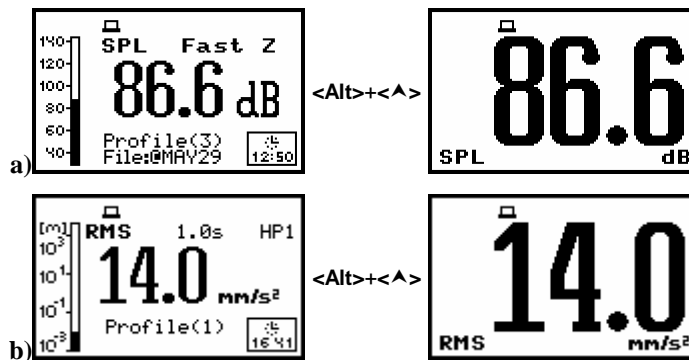 140
SPL Fast Z
120
100
86.6 dB
80
60
Profile(3)
40
File:@MAY29
12:50
a)
<Alt>+<^>
86.6
SPL dB
[m]
RMS 1.0s HP1
10³
14.0 mm/s²
10¹
10⁻¹
Profile(1)
10⁻³
16:41
b)
<Alt>+<^>
14.0
RMS mm/s²